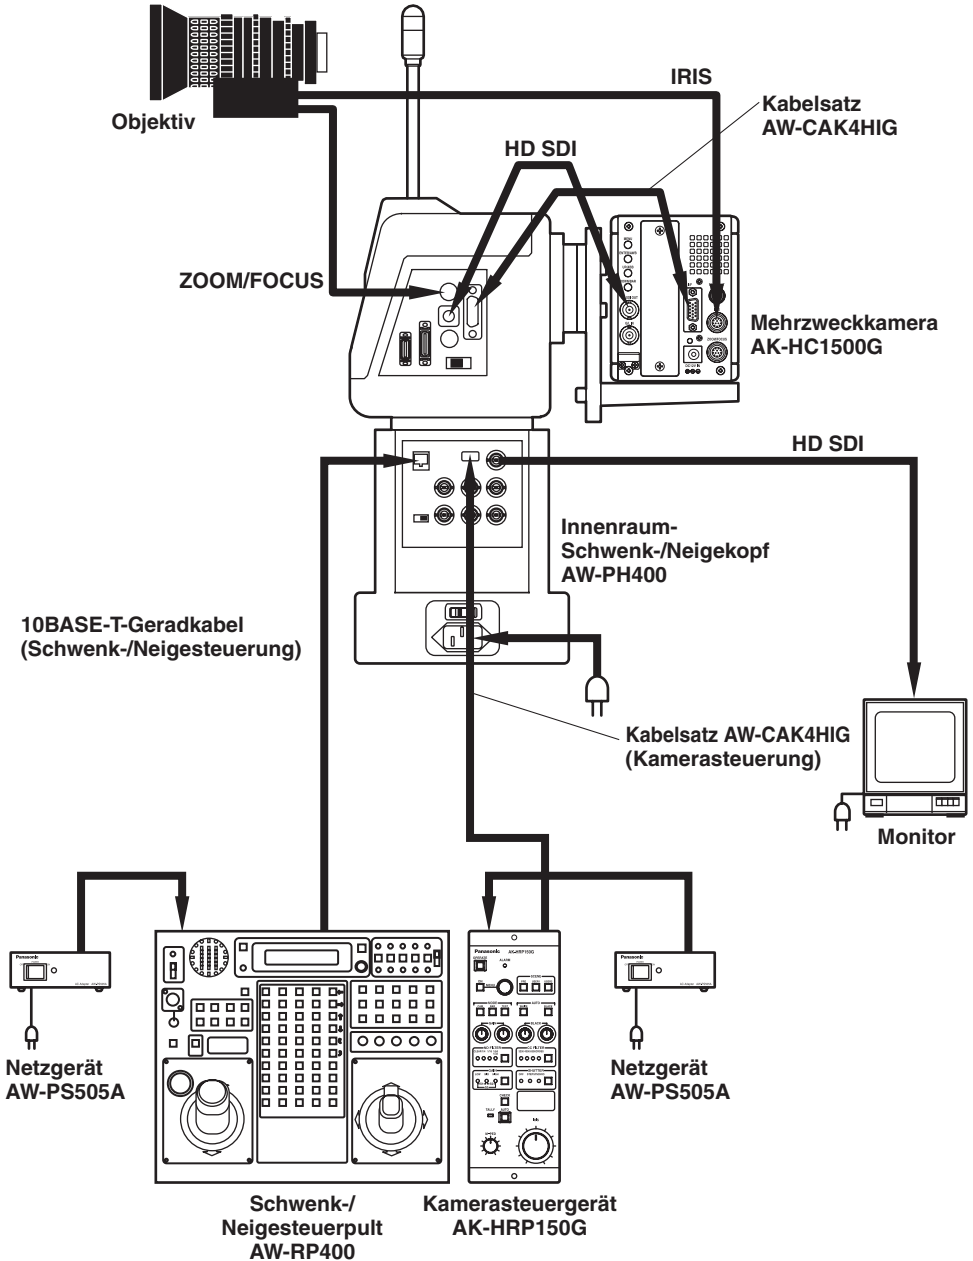 IRIS
Kabelsatz
AW-CAK4HIG
Objektiv
HD SDI
ZOOM/FOCUS
Mehrzweckkamera
AK-HC1500G
HD SDI
Innenraum-
Schwenk-/Neigekopf
AW-PH400
10BASE-T-Geradkabel
(Schwenk-/Neigesteuerung)
Kabelsatz AW-CAK4HIG
(Kamerasteuerung)
Monitor
Panasonic
Panasonic AK-HRP150G
Panasonic
Netzgerät
AW-PS505A
Netzgerät
AW-PS505A
Schwenk-/
Neigesteuerpult
AW-RP400
Kamerasteuergerät
AK-HRP150G